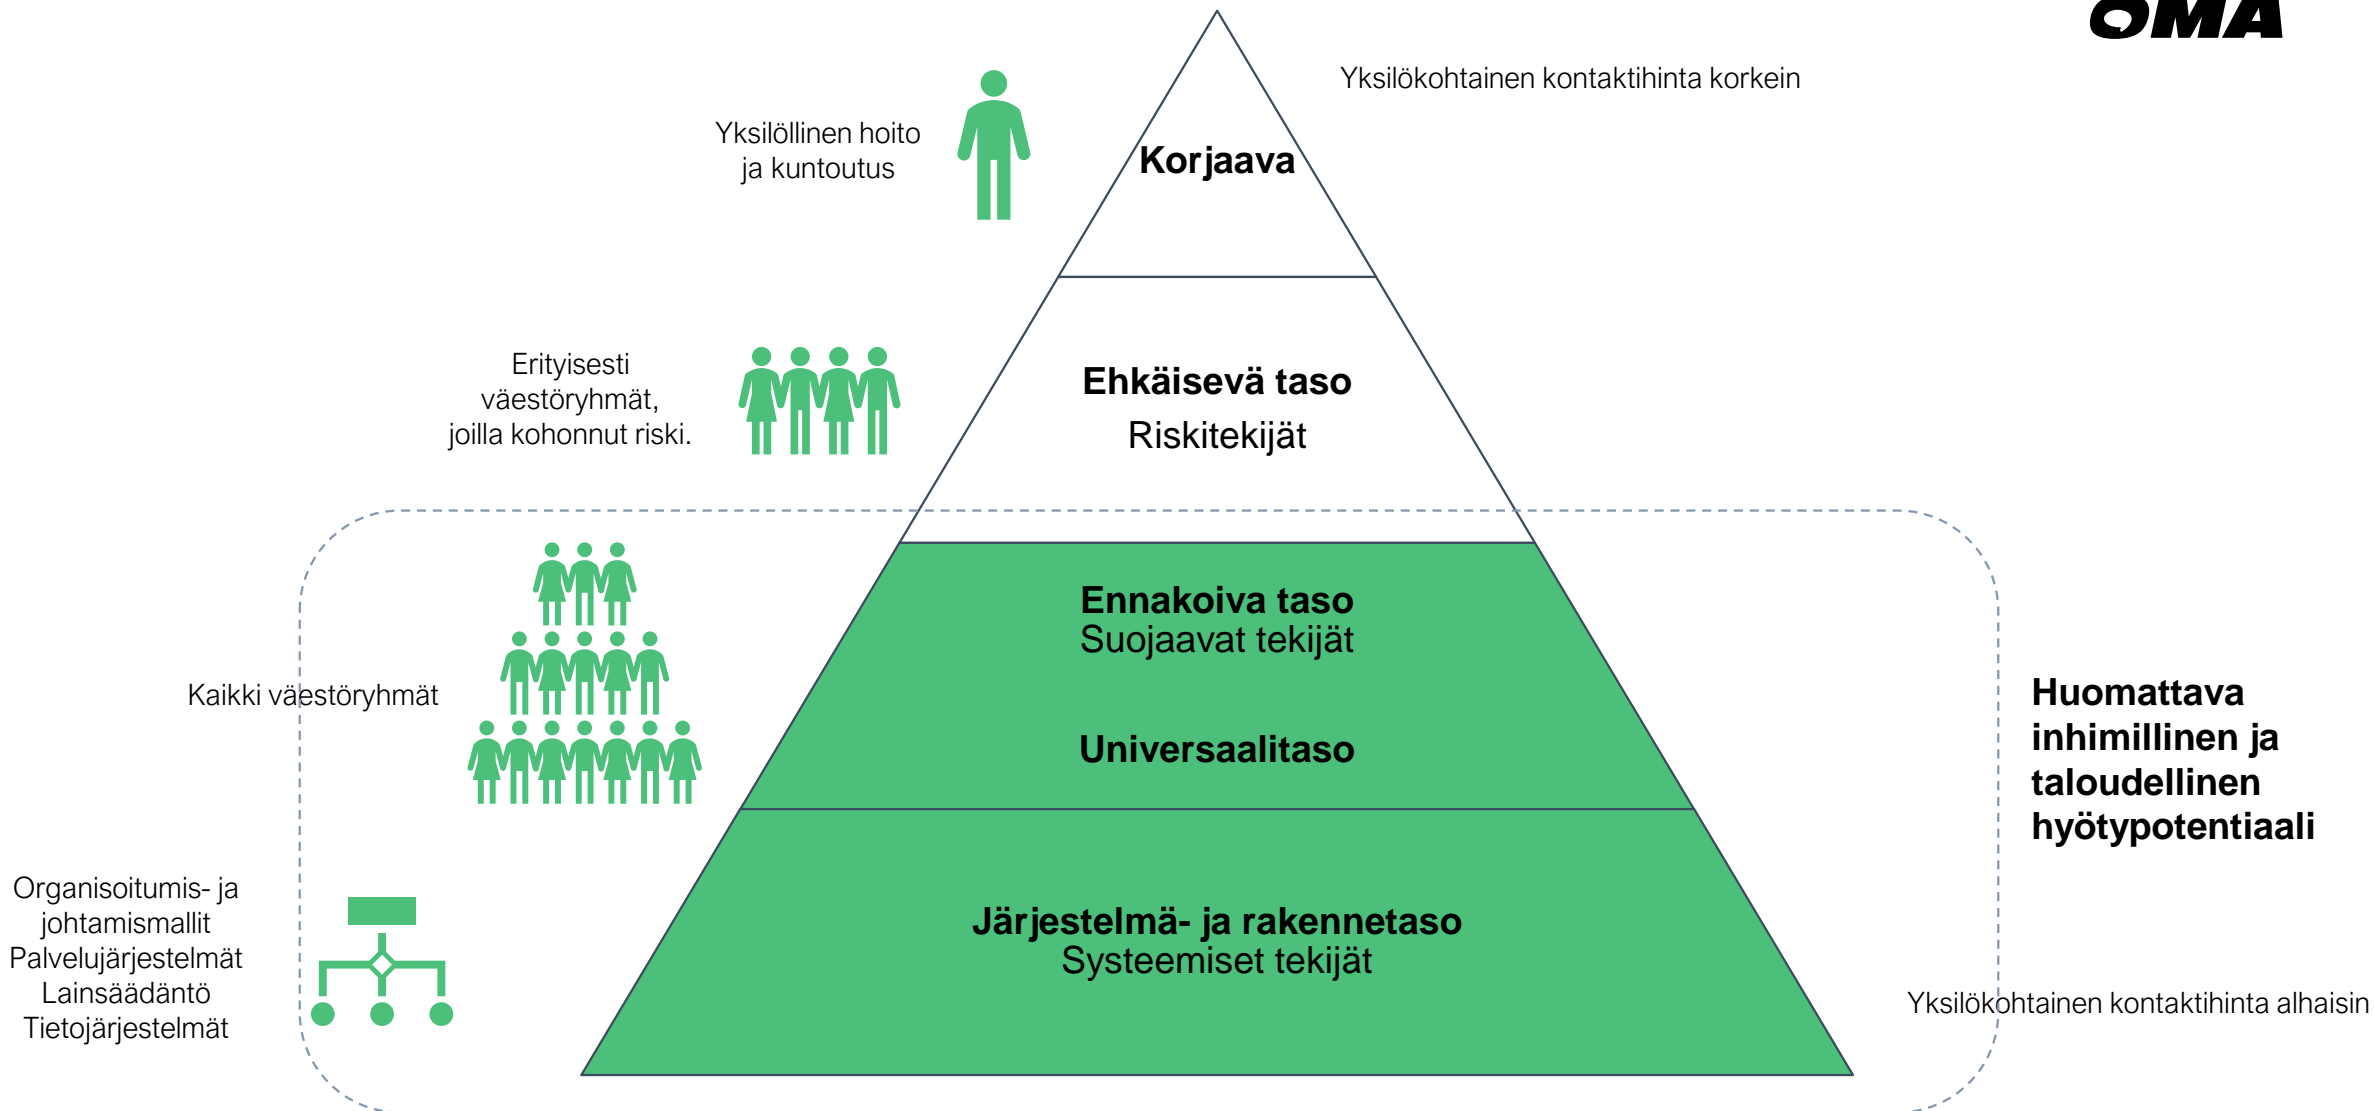 OMA
Yksilökohtainen kontaktihinta korkein
Yksilöllinen hoito
ja kuntoutus
Korjaava
Erityisesti
väestöryhmät,
joilla kohonnut riski.
Ehkäisevä taso
Riskitekijät
Ennakoiva taso
Suojaavat tekijät
Kaikki väestöryhmät
Universaalitaso
Huomattava
inhimillinen ja
taloudellinen
hyötypotentiaali
Organisoitumis- ja
johtamismallit
Palvelujärjestelmät
Lainsäädäntö
Tietojärjestelmät
Järjestelmä- ja rakennetaso
Systeemiset tekijät
Yksilökohtainen kontaktihinta alhaisin